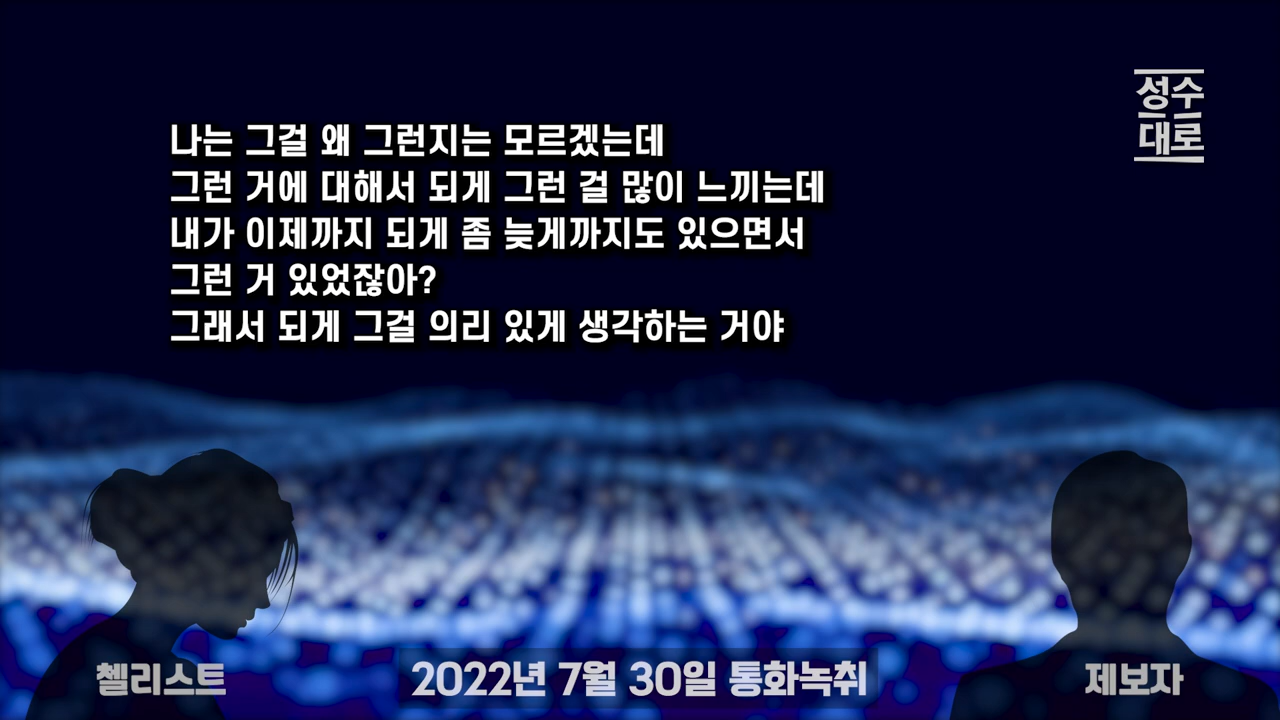 성수
대로
나는 그걸 왜 그런지는 모르겠는데
그런 거에 대해서 되게 그런 걸 많이 느끼는데
내가 이제까지 되게 좀 늦게까지도 있으면서
그런 거 있었잖아?
그래서 되게 그걸 의리 있게 생각하는 거야
첼리스트
2022년 7월 30일 통화녹취
제보자